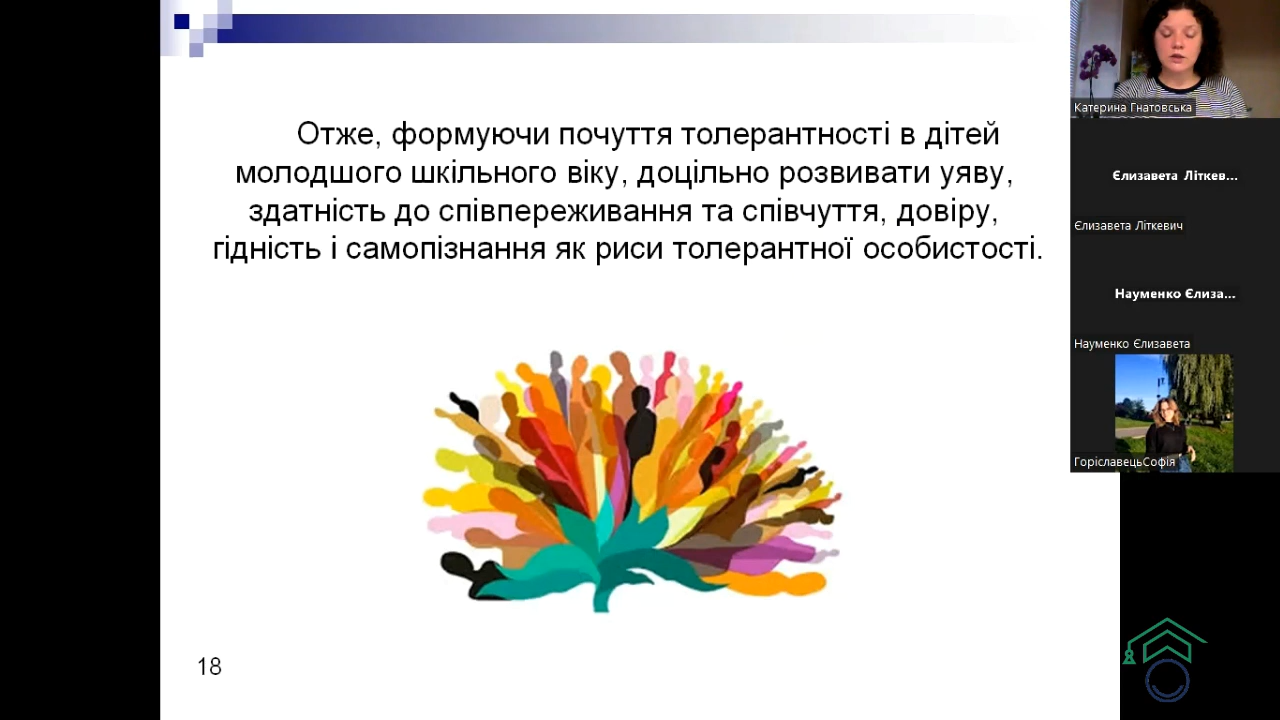 Отже, формуючи почуття толерантності в дітей
молодшого шкільного віку, доцільно розвивати уяву,
здатність до співпереживання та співчуття, довіру,
гідність і самопізнання як риси толерантної особистості.
18
Катерина Гнатовська
Єлизавета Літкев...
Єлизавета Літкевич
Науменко Єлиза...
Науменко Єлизавета
ГоріславецьСофія